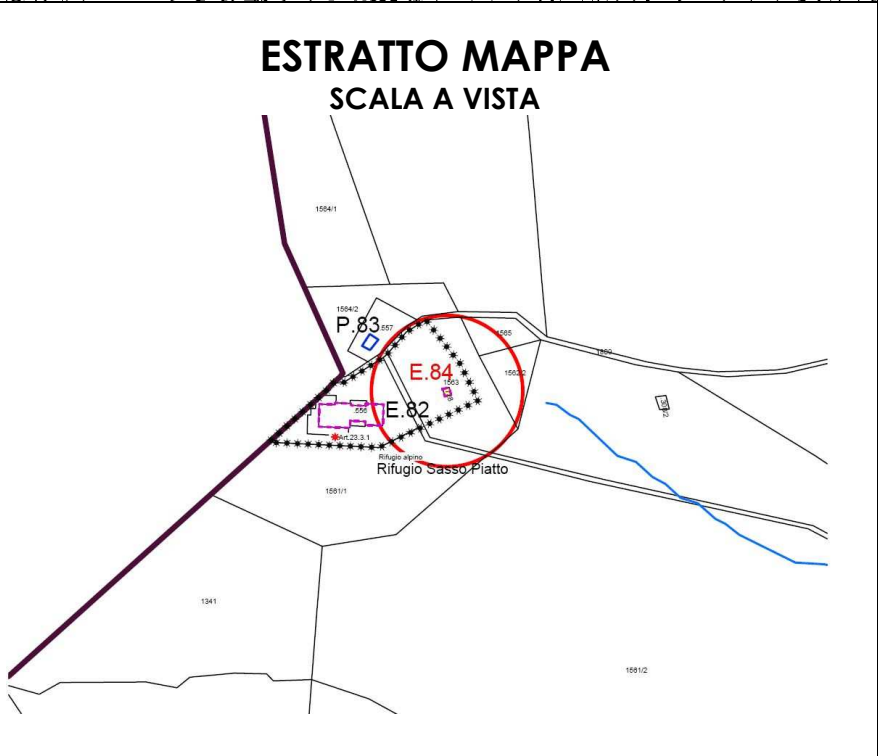 ESTRATTO MAPPA
SCALA A VISTA
1564/1
1564/2
P.83
.557
1565
1562/2
E.84
1563
E.82
.556
Art.23.3.1
Rifugio alpino
Rifugio Sasso Piatto
1561/1
1341
1561/2